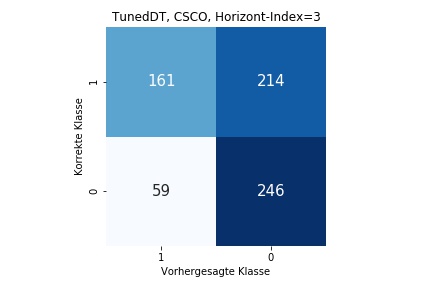 TunedDT, CSCO, Horizont-Index=3
Korrekte Klasse
1
161
214
0
59
246
1
0
Vorhergesagte Klasse